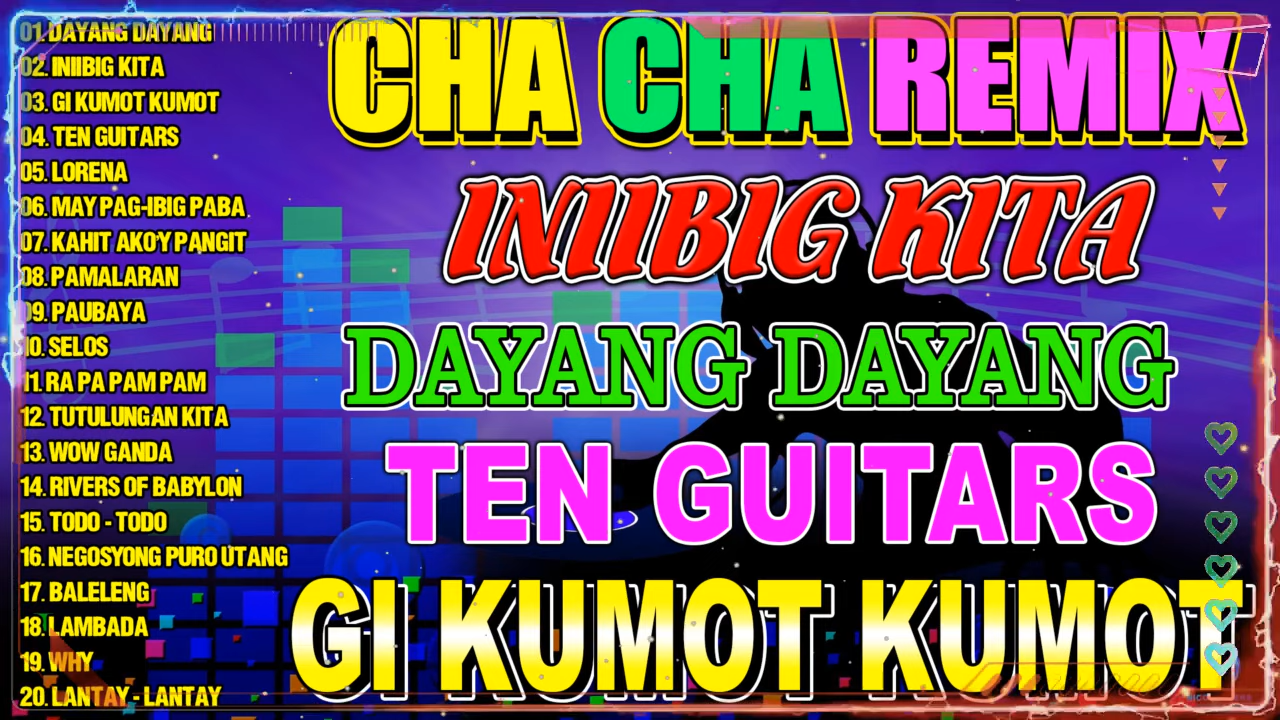 01. DAYANG DAYANG
02. INIIBIG KITA
03. GI KUMOT KUMOT
04. TEN GUITARS
05. LORENA
06. MAY PAG-IBIG PABA
07. KAHIT AKO'Y PANGIT
08. PAMALARAN
09. PAUBAYA
10. SELOS
11. RA PA PAM PAM
12. TUTULUNGAN KITA
13. WOW GANDA
14. RIVERS OF BABYLON
15. TODO - TODO
16. NEGOSYONG PURO UTANG
17. BALELENG
18. LAMBADA
19. WHY
20. LANTAY - LANTAY
CHA CHA REMIX
INIIBIG KITA
DAYANG DAYANG
TEN GUITARS
GI KUMOT KUMOT